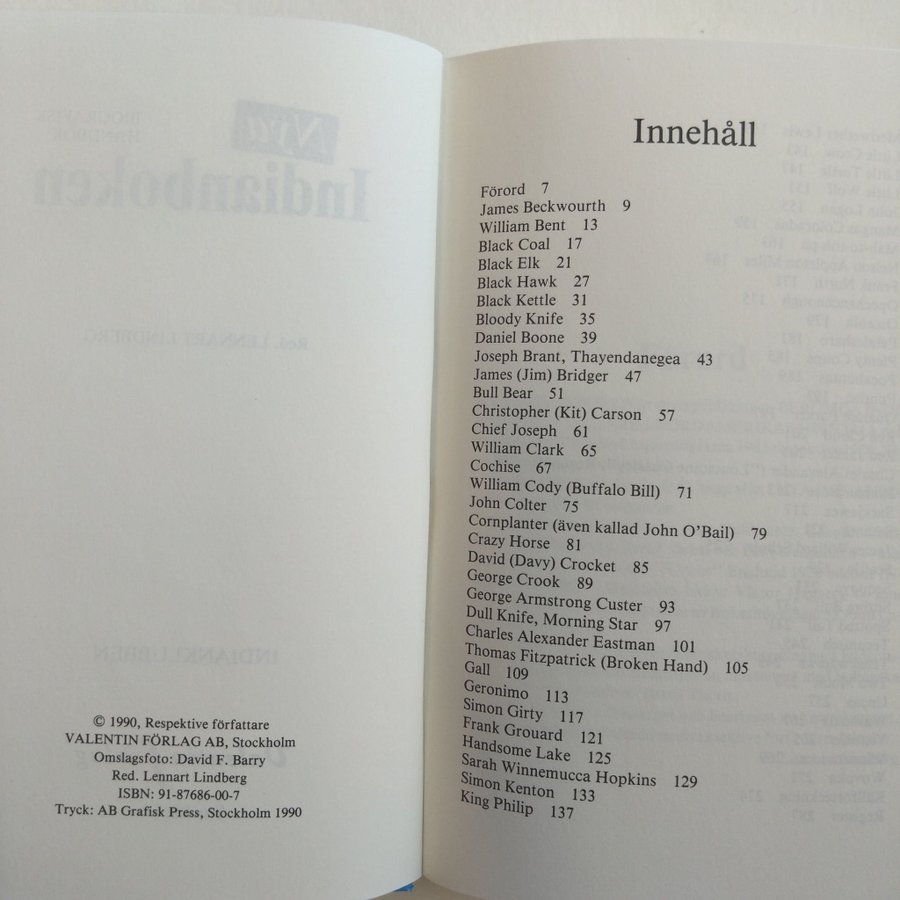 © 1990, Respektive författare
VALENTIN FÖRLAG AB, Stockholm
Omslagsfoto: David F. Barry
Red. Lennart Lindberg
ISBN: 91-87686-00-7
Tryck: AB Grafisk Press, Stockholm 1990
Innehåll
Förord 7
James Beckwourth 9
William Bent 13
Black Coal 17
Black Elk 21
Black Hawk 27
Black Kettle 31
Bloody Knife 35
Daniel Boone 39
Joseph Brant, Thayendanegea 43
James (Jim) Bridger 47
Bull Bear 51
Christopher (Kit) Carson 57
Chief Joseph 61
William Clark 65
Cochise 67
William Cody (Buffalo Bill) 71
John Colter 75
Cornplanter (även kallad John O'Bail) 79
Crazy Horse 81
David (Davy) Crocket 85
George Crook 89
George Armstrong Custer 93
Dull Knife, Morning Star 97
Charles Alexander Eastman 101
Thomas Fitzpatrick (Broken Hand) 105
Gall 109
Geronimo 113
Simon Girty 117
Frank Grouard 121
Handsome Lake 125
Sarah Winnemucca Hopkins 129
Simon Kenton 133
King Philip 137